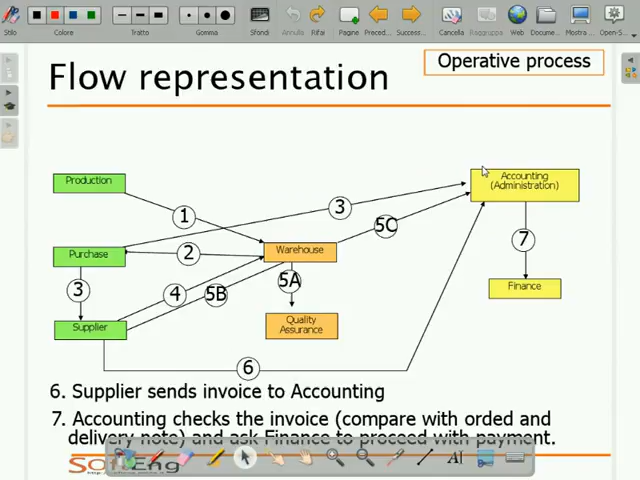 Stilo
Tratto
Gomma
Sfondi
Annulla
Rifai
Pagine
Preced...
Success...
Cancella
Raggruppa
Web
Docume...
Mostra ...
Open-S...
Operative process
Flow representation
Production
Accounting
(Administration)
1
3
5C
Purchase
2
Warehouse
7
3
4
5B
5A
Finance
Supplier
Quality
Assurance
6
6. Supplier sends invoice to Accounting
7. Accounting checks the invoice (compare with orded and
delivery note) and ask Finance to proceed with payment.
SoftEng